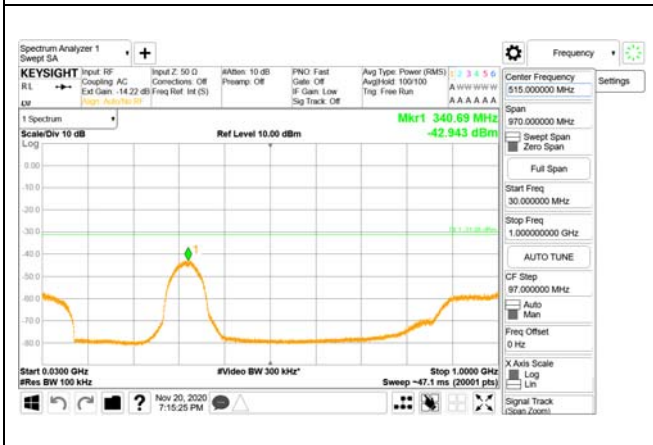 Spectrum Analyzer 1
Swept SA
+
Frequency
KEYSIGHT
RL
Input: RF
Coupling: AC
Ext Gain: -14.22 dB
Align: Auto/No RF
Input Z: 50 Ω
Corrections: Off
Freq Ref: Int (S)
#Atten: 10 dB
Preamp: Off
PNO: Fast
Gate: Off
IF Gain: Low
Sig Track: Off
Avg Type: Power (RMS)
Avg|Hold: 100/100
Trig: Free Run
1 2 3 4 5 6
A W W W W W
A A A A A A
Center Frequency
515.000000 MHz
Settings
Span
970.000000 MHz
Swept Span
Zero Span
Full Span
Start Freq
30.000000 MHz
Stop Freq
1.000000000 GHz
AUTO TUNE
CF Step
97.000000 MHz
Auto
Man
Freq Offset
0 Hz
X Axis Scale
Log
Lin
Signal Track
(Span Zoom)
1 Spectrum
Scale/Div 10 dB
Ref Level 10.00 dBm
Mkr1 340.69 MHz
-42.943 dBm
Log
0.00
-10.0
-20.0
-30.0
-40.0
-50.0
-60.0
-70.0
-80.0
1
Start 0.0300 GHz
#Video BW 300 kHz*
Stop 1.0000 GHz
#Res BW 100 kHz
Sweep ~47.1 ms (20001 pts)
?
Nov 20, 2020
7:15:25 PM